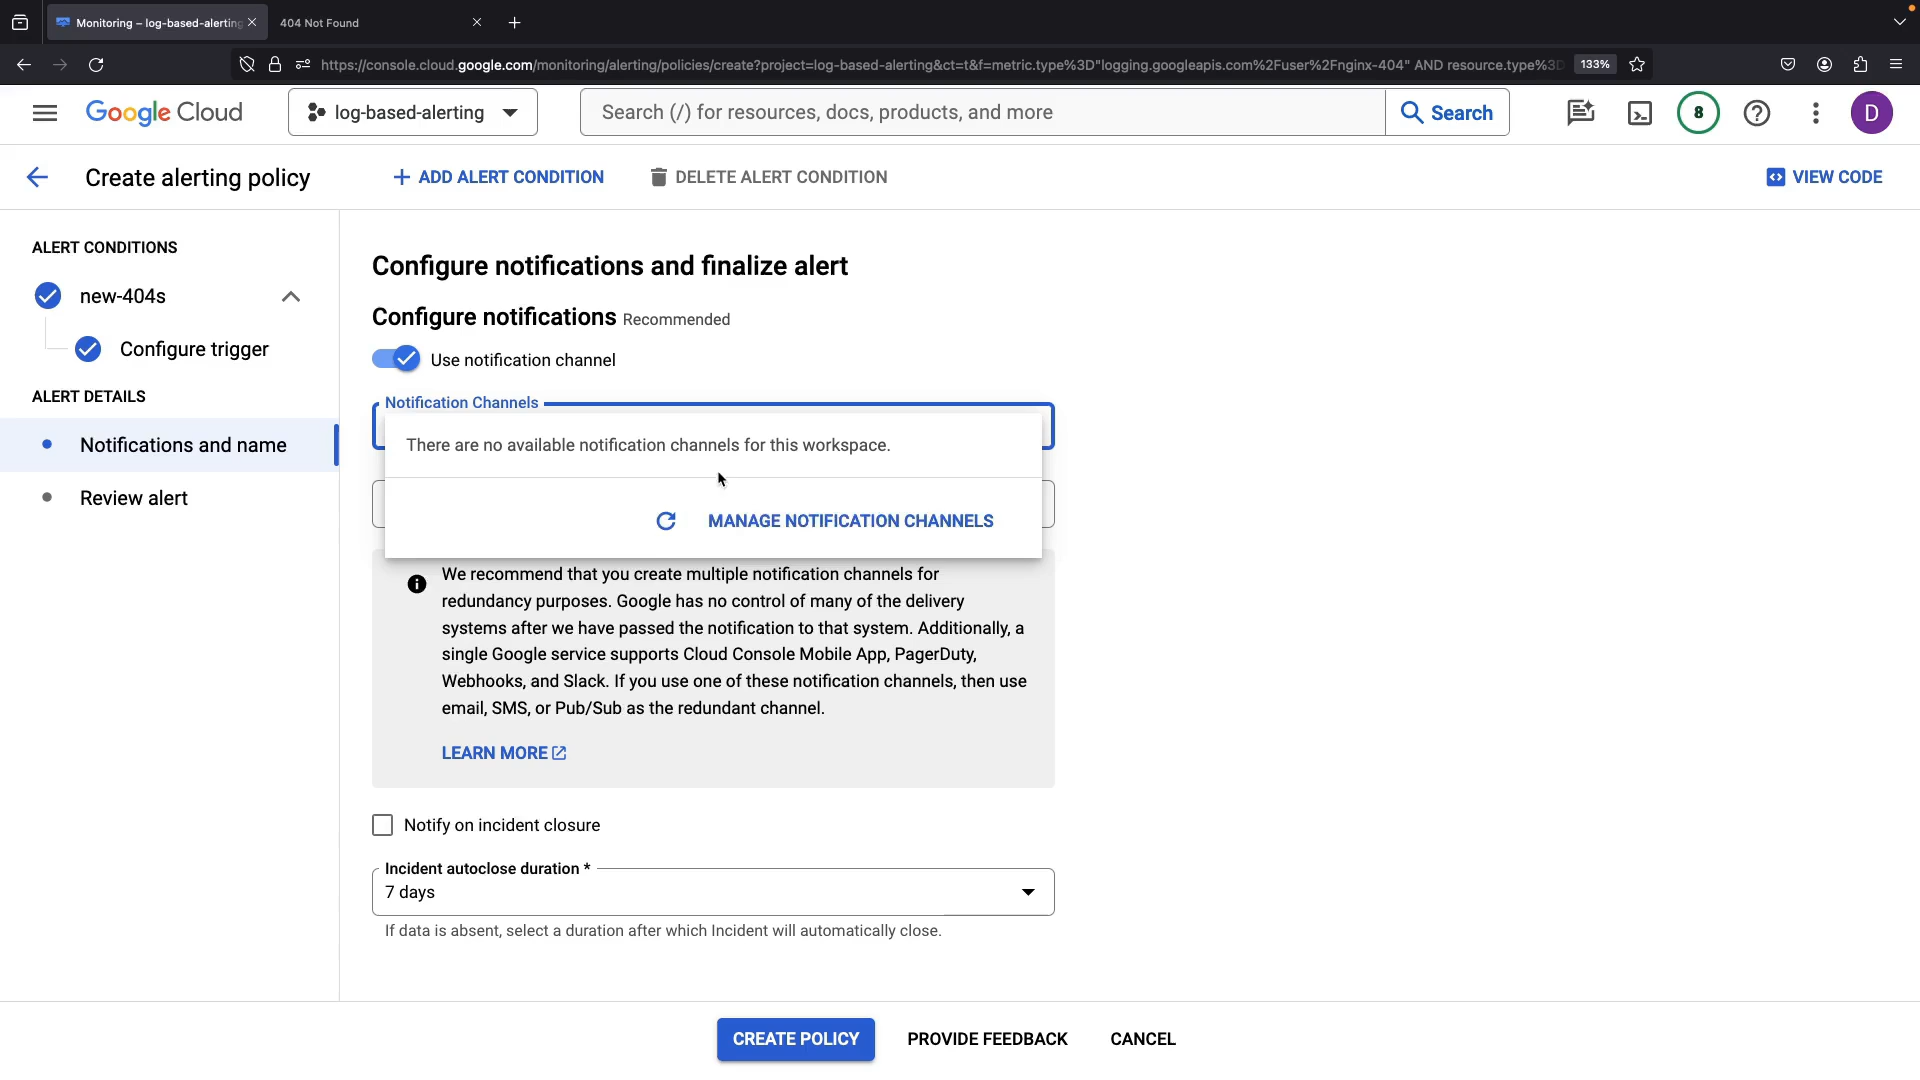 Monitoring – log-based-alerting
404 Not Found
https://console.cloud.google.com/monitoring/alerting/policies/create?project=log-based-alerting&ct=t&f=metric.type%3D"logging.googleapis.com%2Fuser%2Fnginx-404" AND resource.type%3D
133%
Google Cloud
log-based-alerting
Search (/) for resources, docs, products, and more
Search
8
D
Create alerting policy
ADD ALERT CONDITION
DELETE ALERT CONDITION
VIEW CODE
ALERT CONDITIONS
new-404s
Configure trigger
ALERT DETAILS
Notifications and name
Review alert
Configure notifications and finalize alert
Configure notifications Recommended
Use notification channel
Notification Channels
There are no available notification channels for this workspace.
MANAGE NOTIFICATION CHANNELS
We recommend that you create multiple notification channels for
redundancy purposes. Google has no control of many of the delivery
systems after we have passed the notification to that system. Additionally, a
single Google service supports Cloud Console Mobile App, PagerDuty,
Webhooks, and Slack. If you use one of these notification channels, then use
email, SMS, or Pub/Sub as the redundant channel.
LEARN MORE
Notify on incident closure
Incident autoclose duration *
7 days
If data is absent, select a duration after which Incident will automatically close.
CREATE POLICY
PROVIDE FEEDBACK
CANCEL